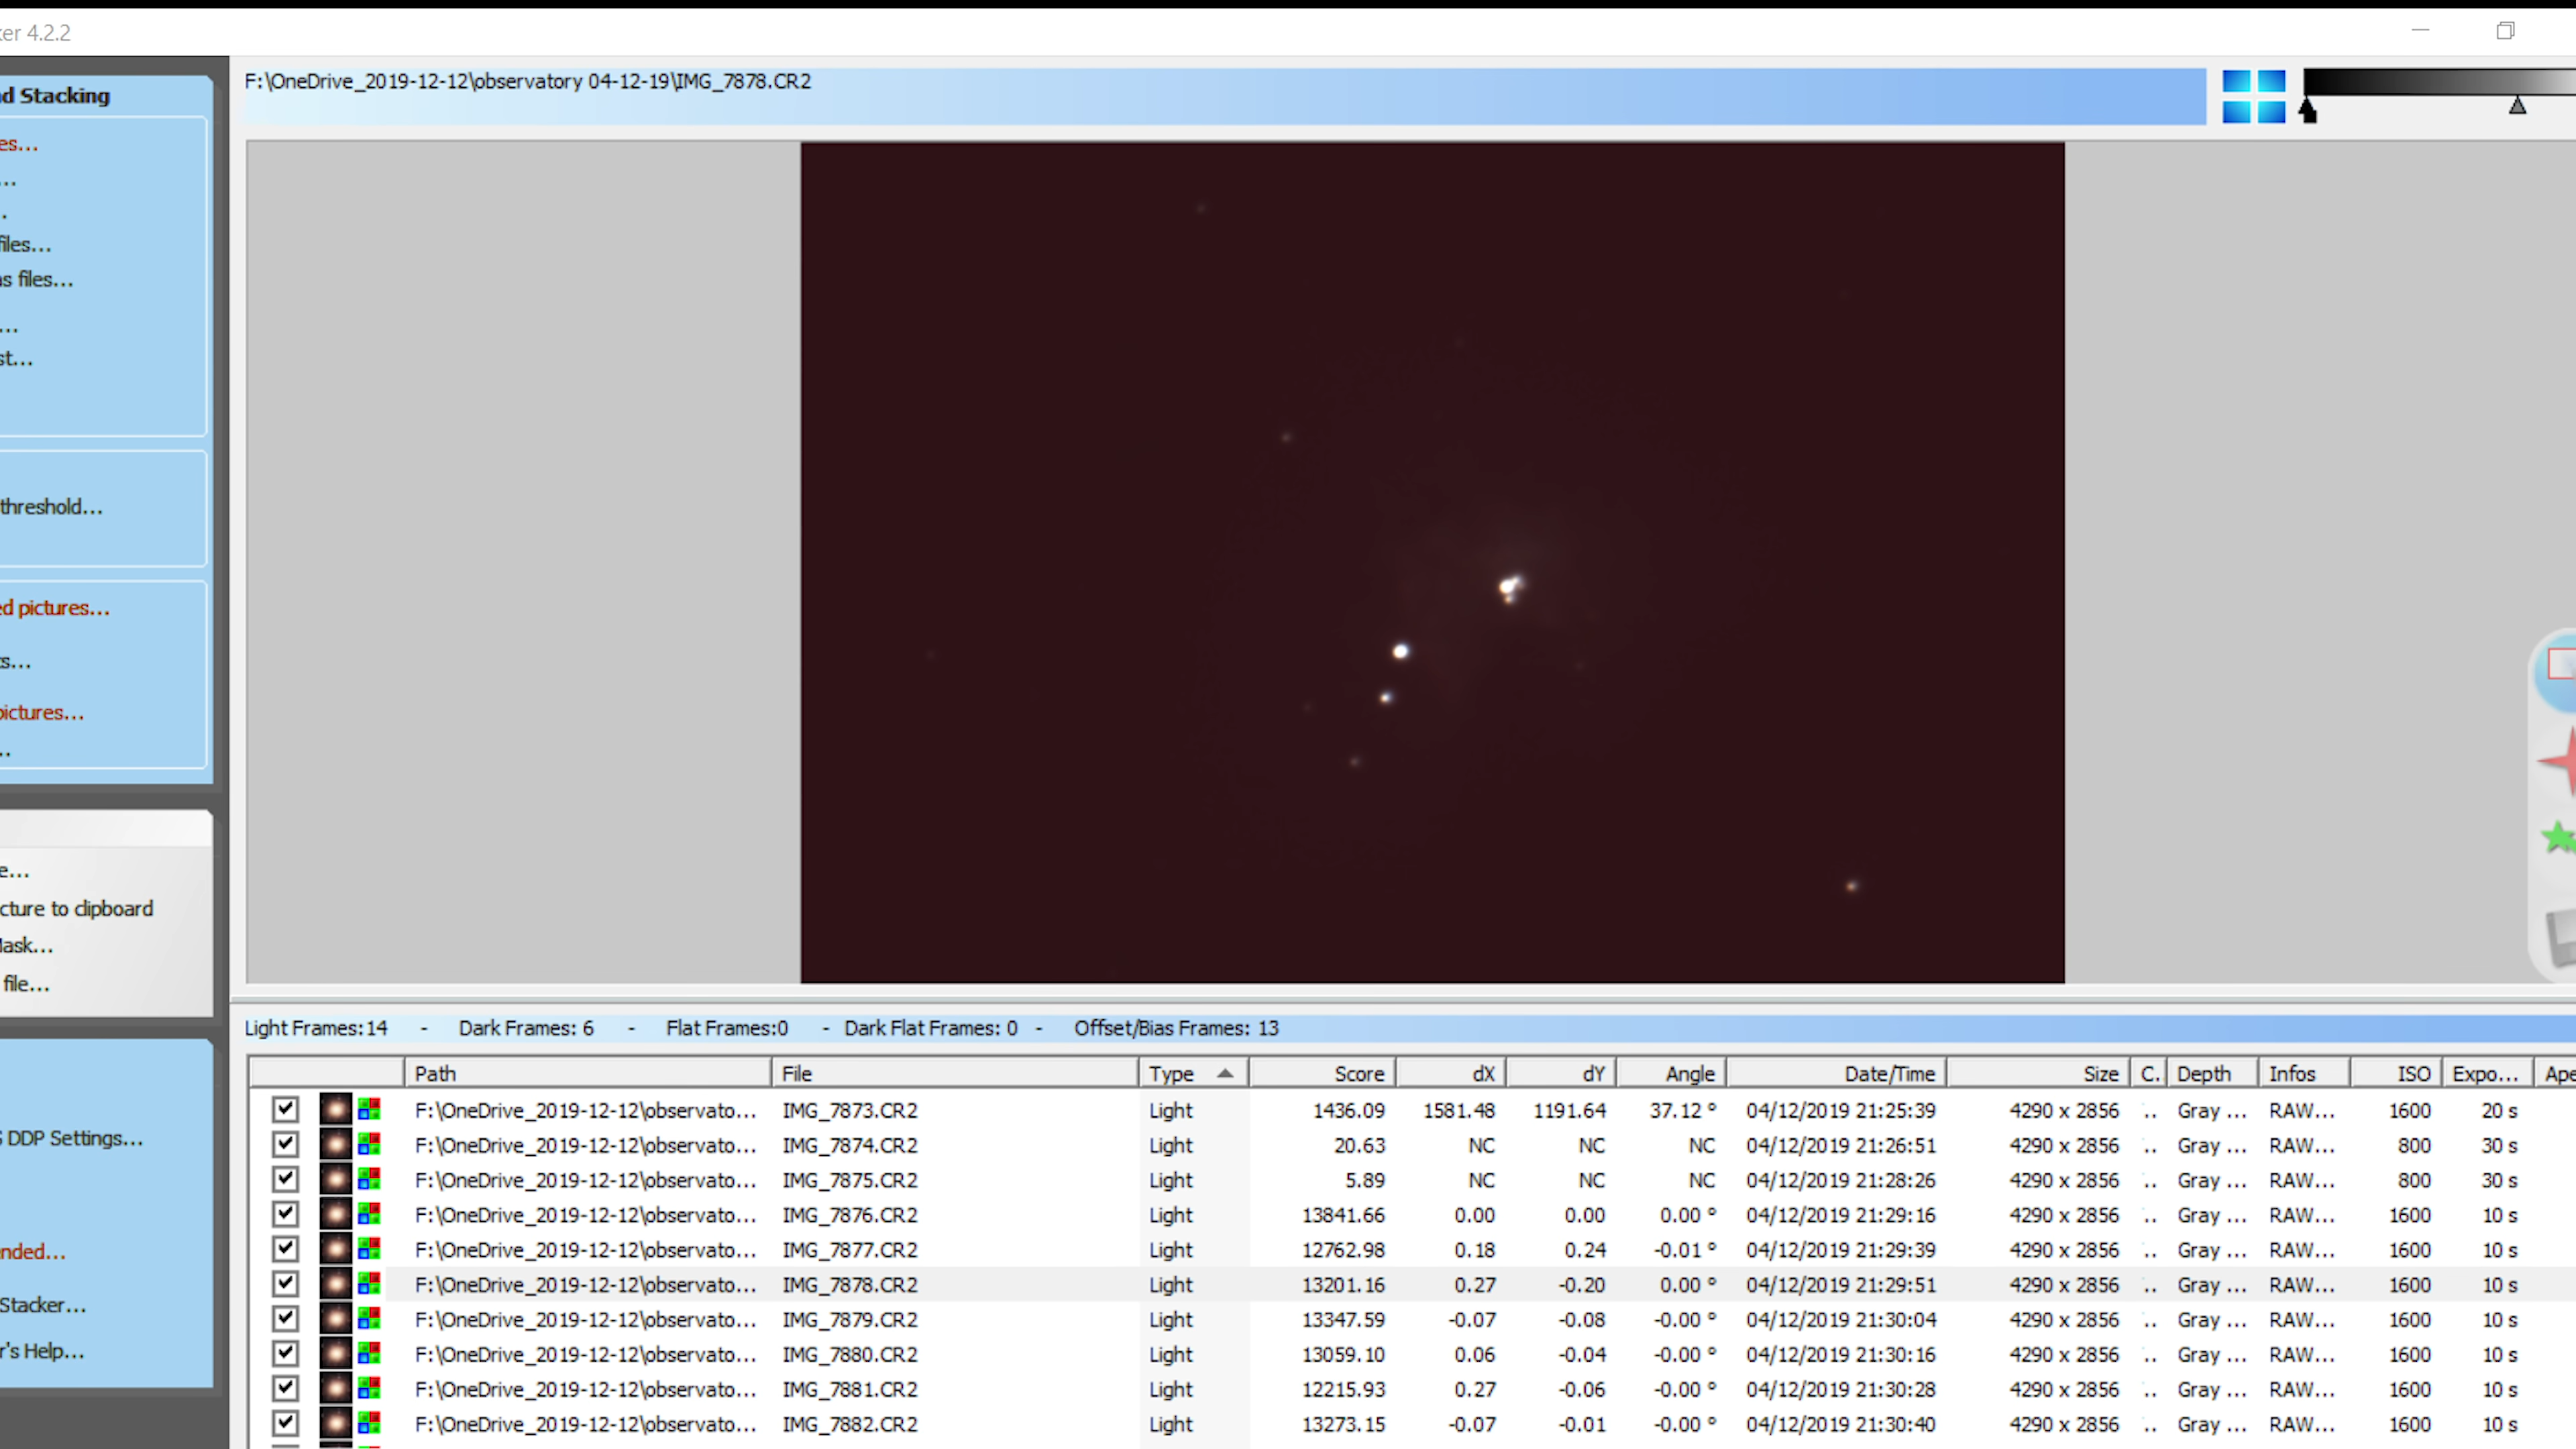 er 4.2.2
d Stacking
es...
...
.
files...
as files...
...
st...
threshold...
ed pictures...
s...
pictures...
..
e...
cture to clipboard
Mask...
file...
S DDP Settings...
nded...
Stacker...
r's Help...
F:\OneDrive_2019-12-12\observatory 04-12-19\IMG_7878.CR2
Light Frames:14 - Dark Frames: 6 - Flat Frames:0 - Dark Flat Frames: 0 - Offset/Bias Frames: 13
Path File Type Score dX dY Angle Date/Time Size C. Depth Infos ISO Expo... Ape
F:\OneDrive_2019-12-12\observato... IMG_7873.CR2 Light 1436.09 1581.48 1191.64 37.12 ° 04/12/2019 21:25:39 4290 x 2856 .. Gray ... RAW... 1600 20 s
F:\OneDrive_2019-12-12\observato... IMG_7874.CR2 Light 20.63 NC NC NC 04/12/2019 21:26:51 4290 x 2856 .. Gray ... RAW... 800 30 s
F:\OneDrive_2019-12-12\observato... IMG_7875.CR2 Light 5.89 NC NC NC 04/12/2019 21:28:26 4290 x 2856 .. Gray ... RAW... 800 30 s
F:\OneDrive_2019-12-12\observato... IMG_7876.CR2 Light 13841.66 0.00 0.00 0.00 ° 04/12/2019 21:29:16 4290 x 2856 .. Gray ... RAW... 1600 10 s
F:\OneDrive_2019-12-12\observato... IMG_7877.CR2 Light 12762.98 0.18 0.24 -0.01 ° 04/12/2019 21:29:39 4290 x 2856 .. Gray ... RAW... 1600 10 s
F:\OneDrive_2019-12-12\observato... IMG_7878.CR2 Light 13201.16 0.27 -0.20 0.00 ° 04/12/2019 21:29:51 4290 x 2856 .. Gray ... RAW... 1600 10 s
F:\OneDrive_2019-12-12\observato... IMG_7879.CR2 Light 13347.59 -0.07 -0.08 -0.00 ° 04/12/2019 21:30:04 4290 x 2856 .. Gray ... RAW... 1600 10 s
F:\OneDrive_2019-12-12\observato... IMG_7880.CR2 Light 13059.10 0.06 -0.04 -0.00 ° 04/12/2019 21:30:16 4290 x 2856 .. Gray ... RAW... 1600 10 s
F:\OneDrive_2019-12-12\observato... IMG_7881.CR2 Light 12215.93 0.27 -0.06 -0.00 ° 04/12/2019 21:30:28 4290 x 2856 .. Gray ... RAW... 1600 10 s
F:\OneDrive_2019-12-12\observato... IMG_7882.CR2 Light 13273.15 -0.07 -0.01 -0.00 ° 04/12/2019 21:30:40 4290 x 2856 .. Gray ... RAW... 1600 10 s